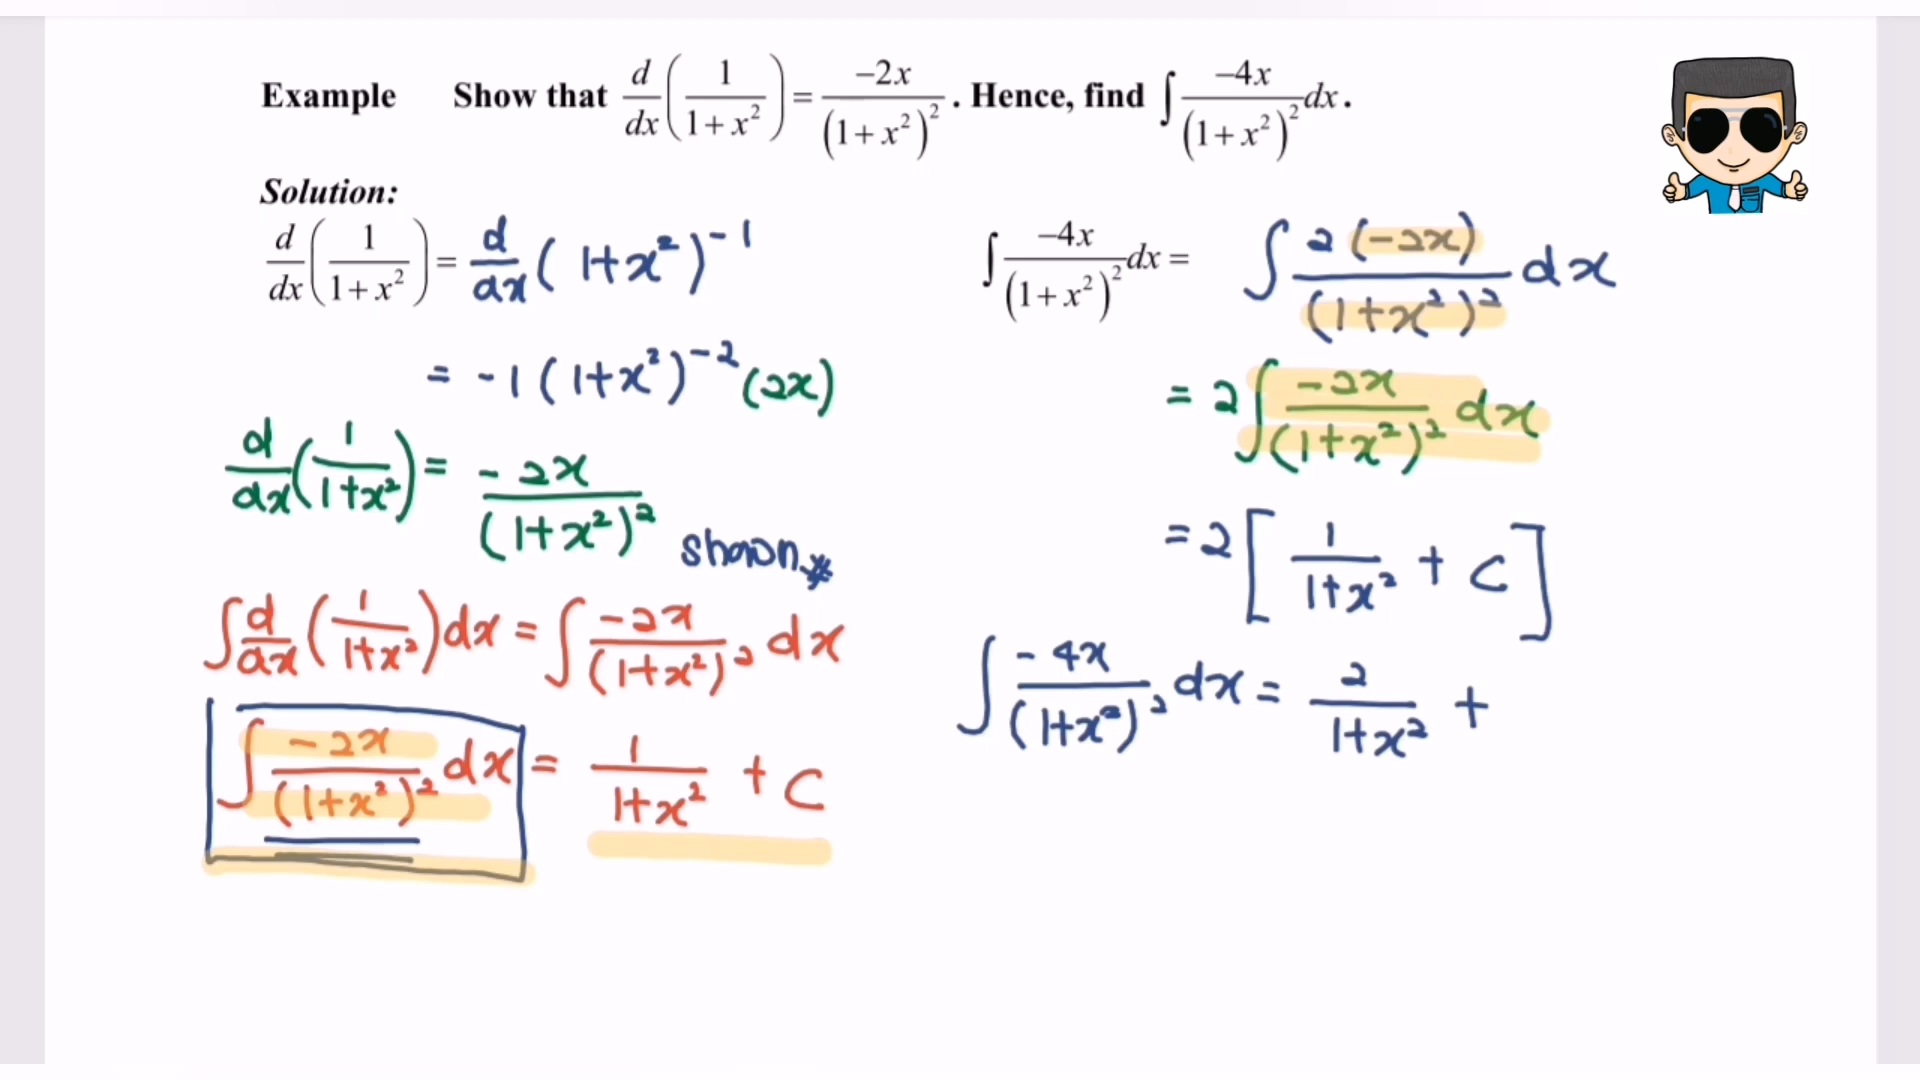 Example Show that d/dx (1/(1+x²)) = -2x/(1+x²)². Hence, find ∫ -4x/(1+x²)² dx.
Solution:
d/dx (1/(1+x²)) = d/dx (1+x²)⁻¹
= -1(1+x²)⁻² (2x)
d/dx (1/(1+x²)) = -2x/(1+x²)² shown #
∫ d/dx (1/(1+x²)) dx = ∫ -2x/(1+x²)² dx
∫ -2x/(1+x²)² dx = 1/(1+x²) + C
∫ -4x/(1+x²)² dx = ∫ 2(-2x)/(1+x²)² dx
= 2 ∫ -2x/(1+x²)² dx
= 2 [ 1/(1+x²) + C ]
∫ -4x/(1+x²)² dx = 2/(1+x²) +